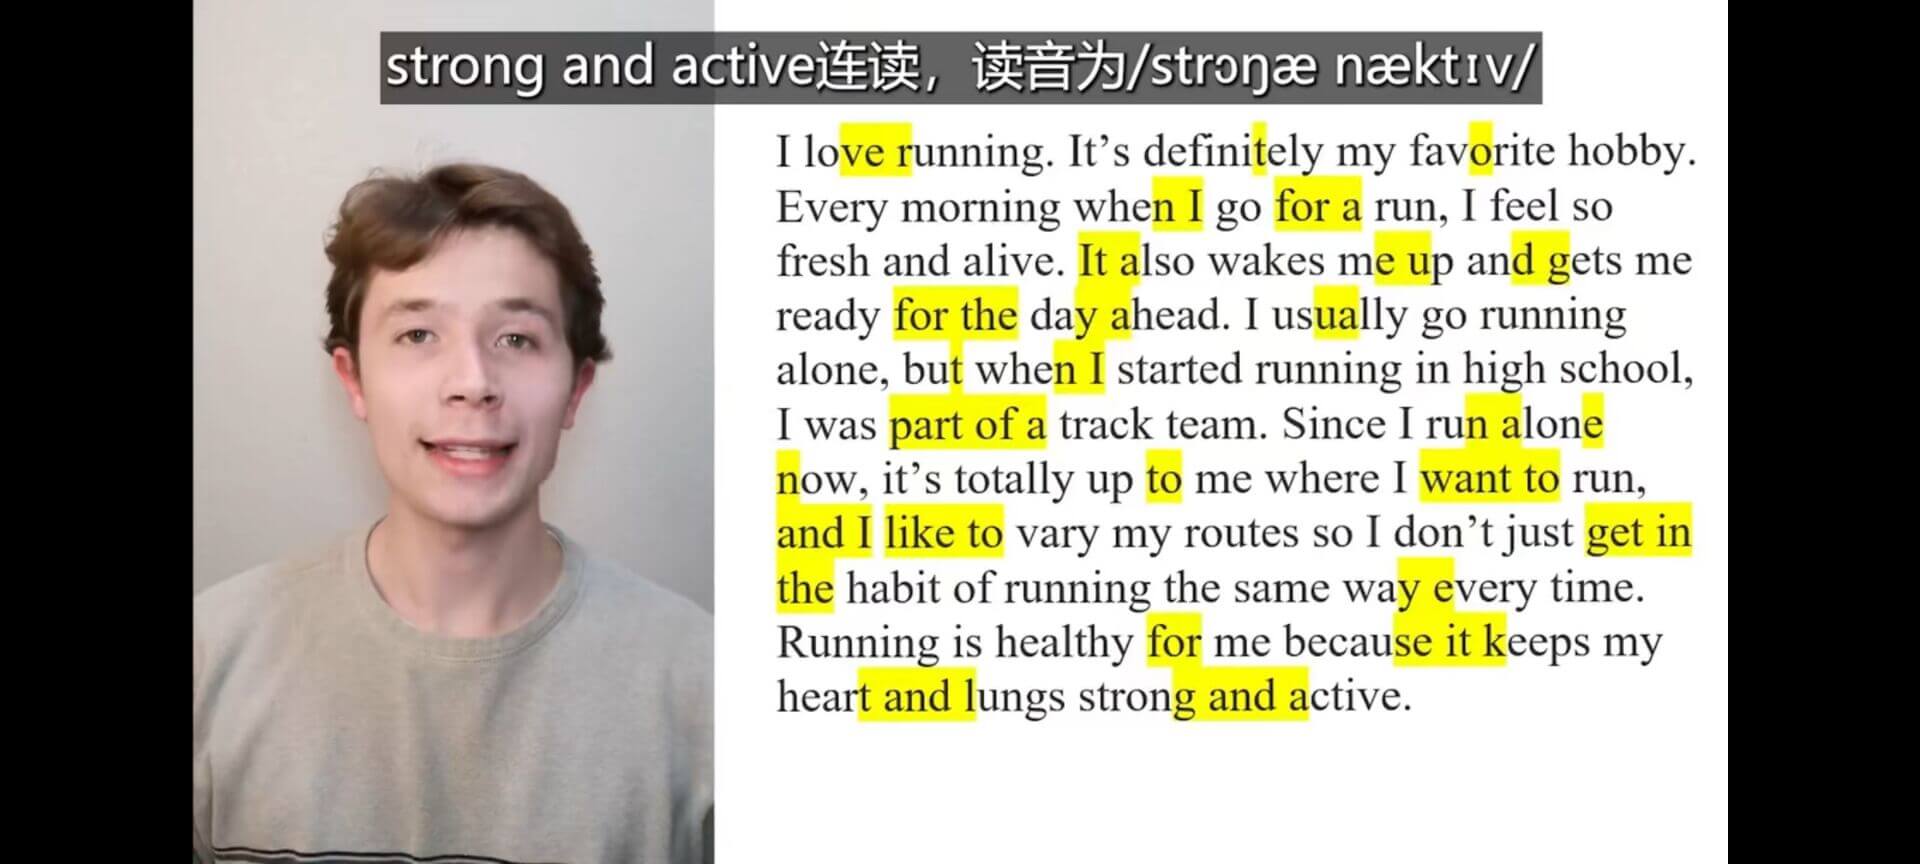 strong and active连读，读音为/strɔŋæ næktɪv/
I love running. It’s definitely my favorite hobby.
Every morning when I go for a run, I feel so
fresh and alive. It also wakes me up and gets me
ready for the day ahead. I usually go running
alone, but when I started running in high school,
I was part of a track team. Since I run alone
now, it’s totally up to me where I want to run,
and I like to vary my routes so I don’t just get in
the habit of running the same way every time.
Running is healthy for me because it keeps my
heart and lungs strong and active.